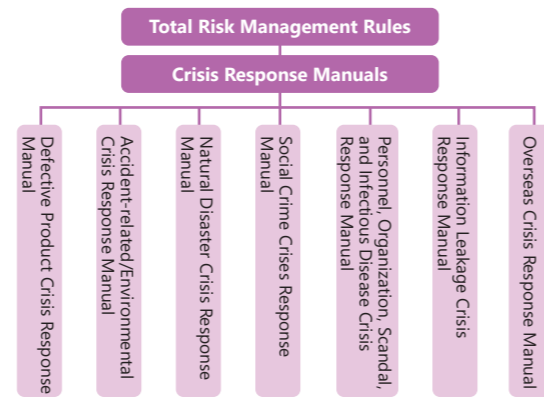 Total Risk Management Rules
Crisis Response Manuals
Defective Product Crisis Response
Manual
Accident-related/Environmental
Crisis Response Manual
Natural Disaster Crisis Response
Manual
Social Crime Crises Response
Manual
Personnel, Organization, Scandal,
and Infectious Disease Crisis
Response Manual
Information Leakage Crisis
Response Manual
Overseas Crisis Response Manual